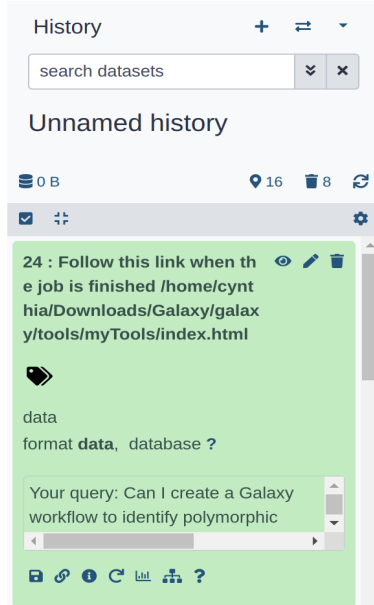 History
search datasets
Unnamed history
0 B
16
8
24 : Follow this link when th
e job is finished /home/cynt
hia/Downloads/Galaxy/galax
y/tools/myTools/index.html
data
format data, database ?
Your query: Can I create a Galaxy
workflow to identify polymorphic
?